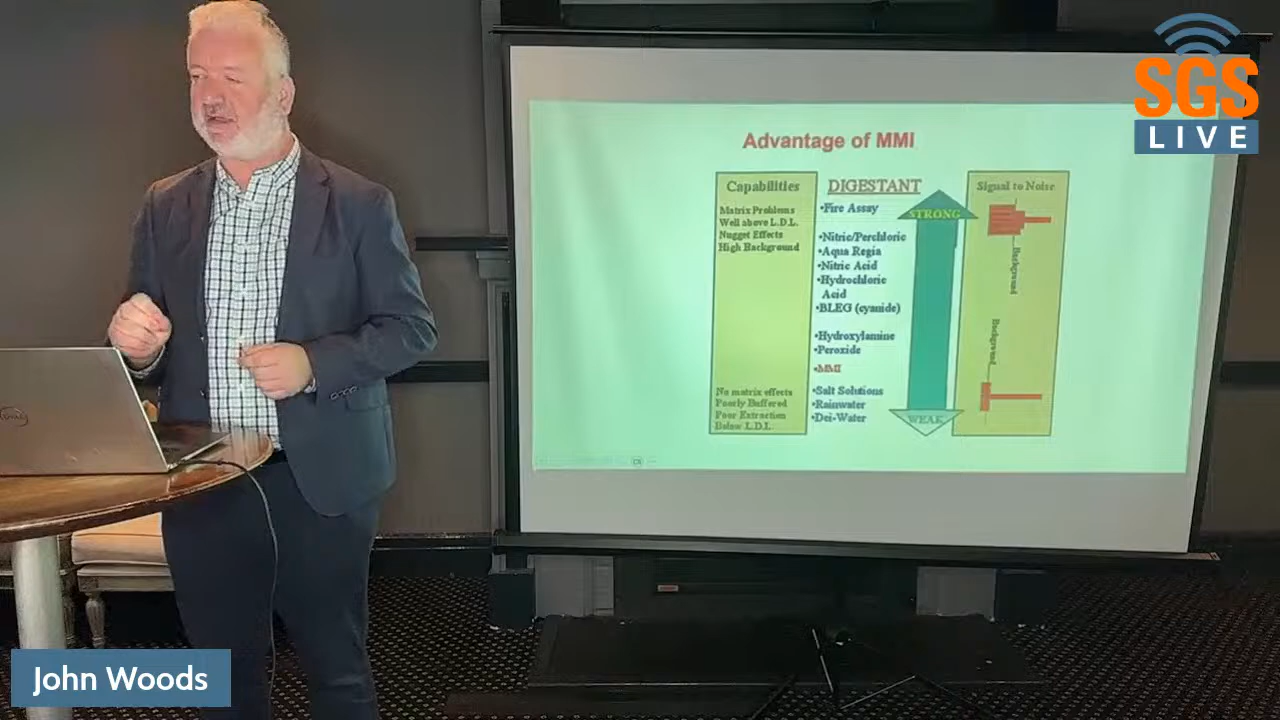 SGS
LIVE
Advantage of MMI
Capabilities
Matrix Problems
Well above L.D.L.
Nugget Effects
High Background
No matrix effects
Poorly Buffered
Poor Extraction
Below L.D.L.
DIGESTANT
•Fire Assay
•Nitric/Perchloric
•Aqua Regia
•Nitric Acid
•Hydrochloric
Acid
•BLEG (cyanide)
•Hydroxylamine
•Peroxide
•MMI
•Salt Solutions
•Rainwater
•Dei-Water
STRONG
WEAK
Signal to Noise
Background
Background
DELL
John Woods